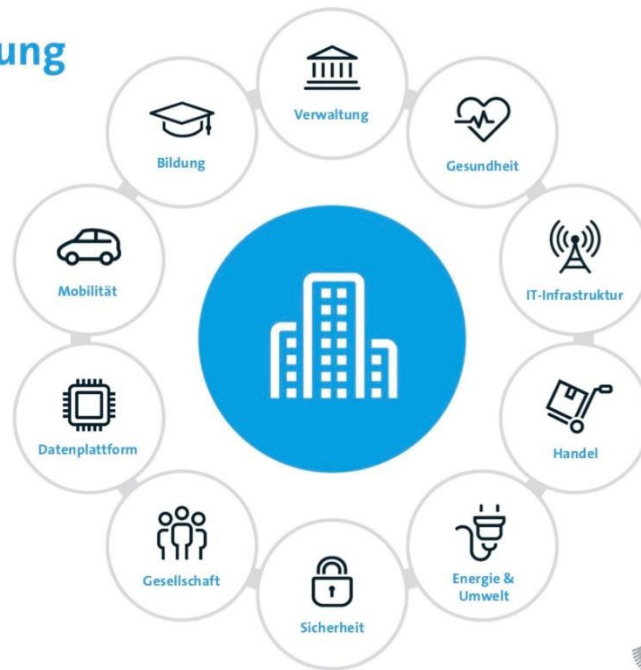 ung
Verwaltung
Gesundheit
IT-Infrastruktur
Handel
Energie &
Umwelt
Sicherheit
Gesellschaft
Datenplattform
Mobilität
Bildung